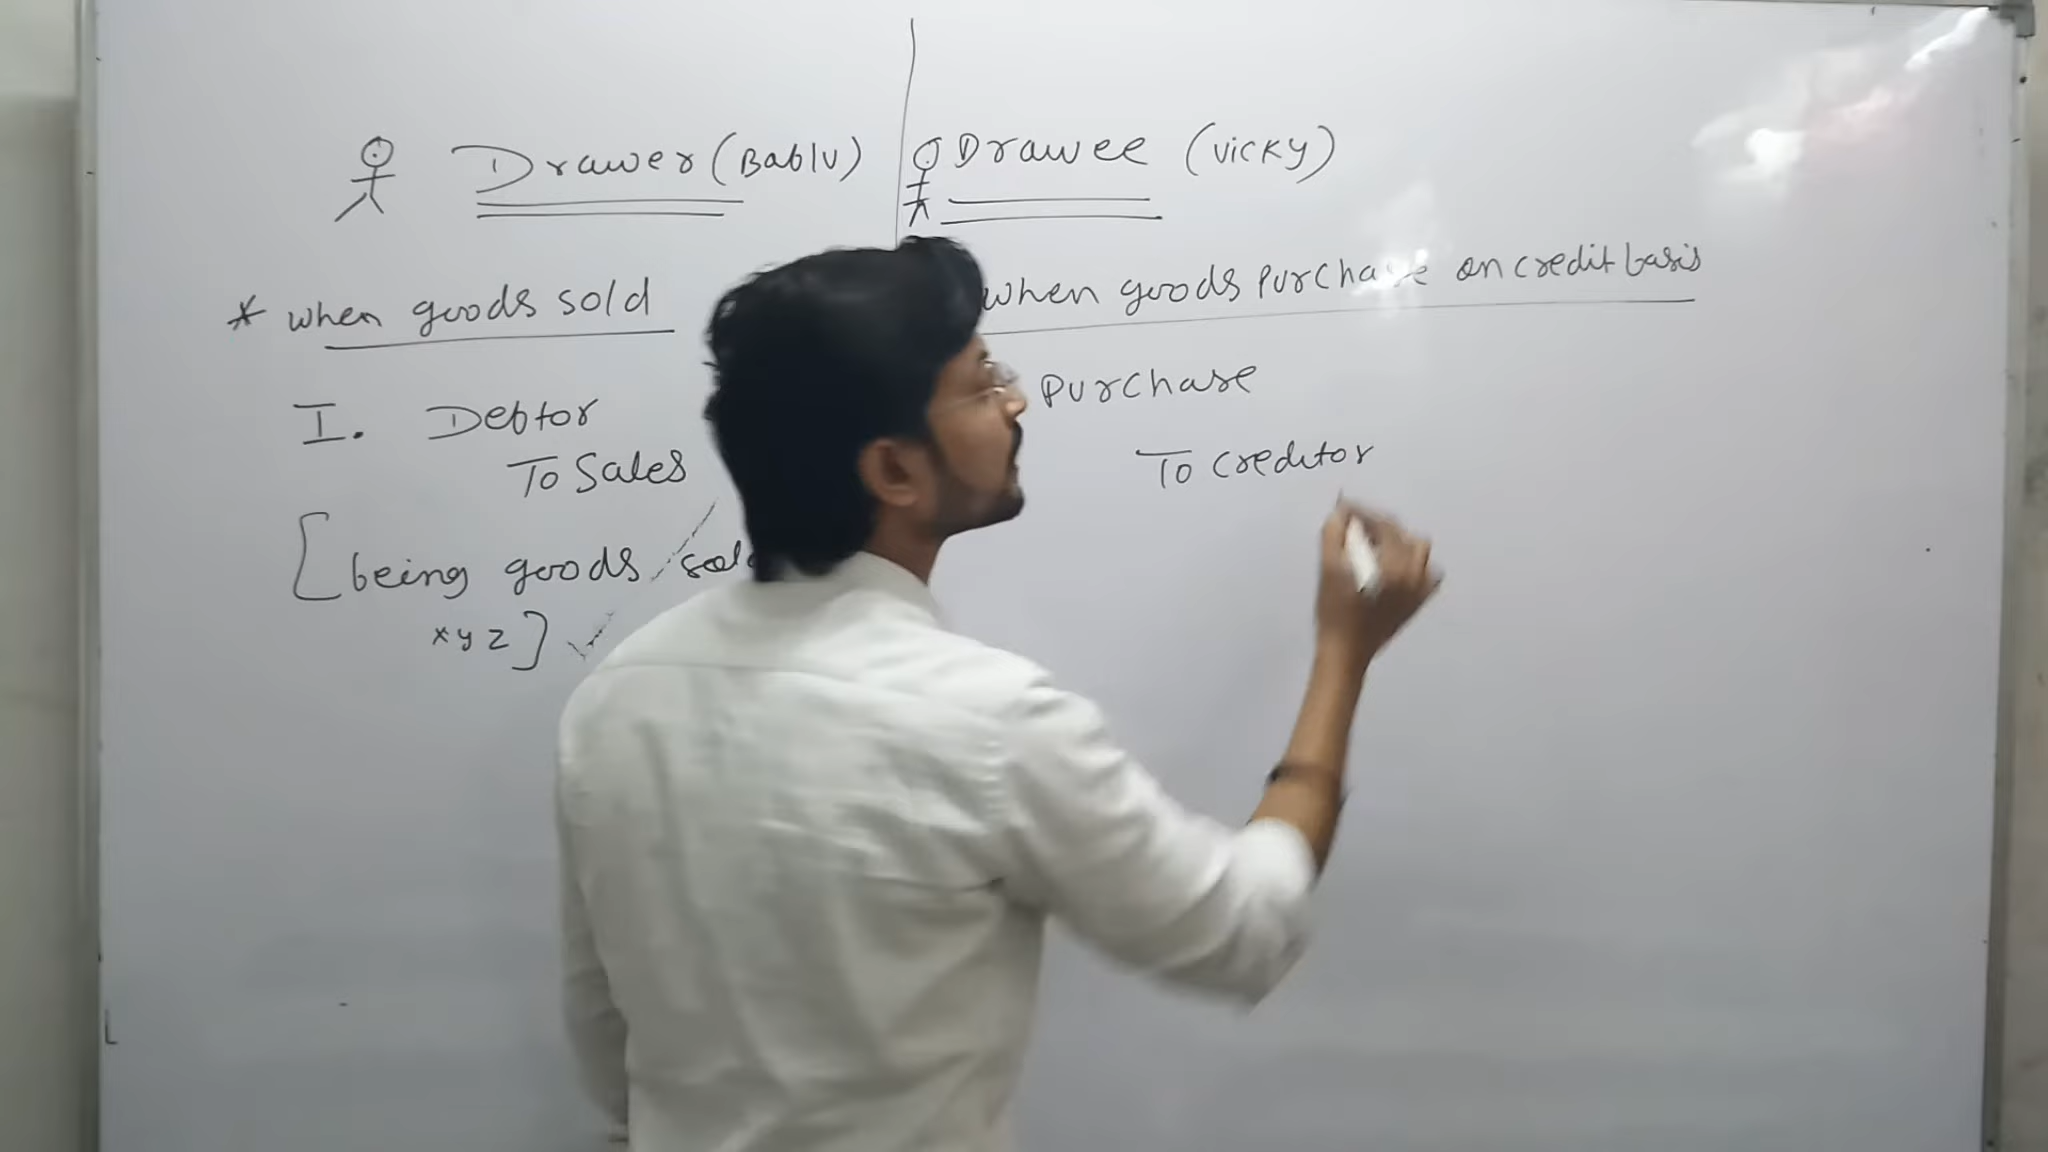 Drawer (Bablu)
* when goods sold
I. Debtor
To Sales
[being goods sold
xyz]
Drawee (vicky)
when goods purchase on credit basis
purchase
To creditor